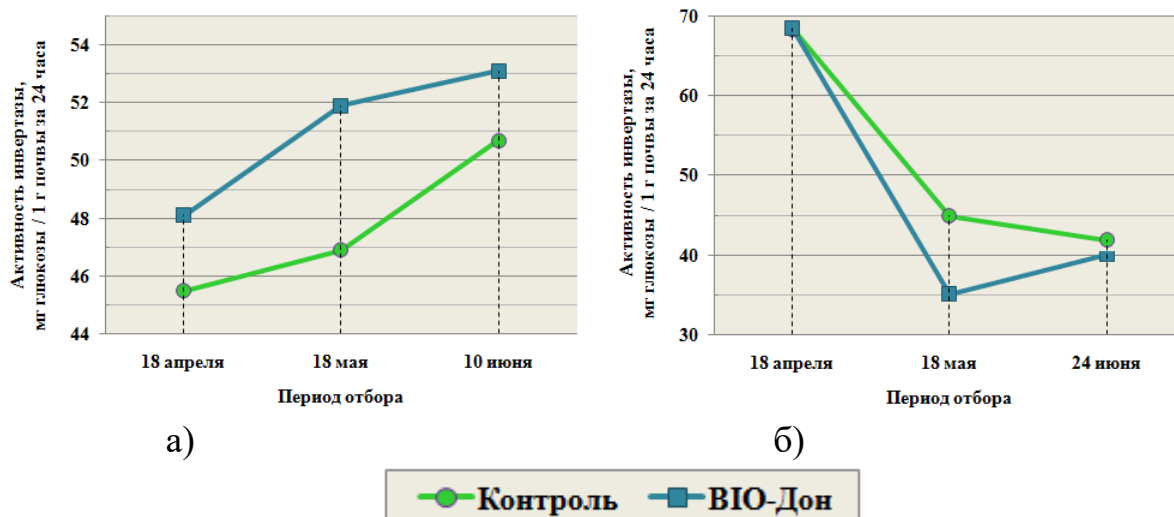 Активность инвертазы,
мг глюкозы / 1 г почвы за 24 часа
54
52
50
48
46
44
18 апреля 18 мая 10 июня
Период отбора
а)
Активность инвертазы,
мг глюкозы / 1 г почвы за 24 часа
70
60
50
40
30
18 апреля 18 мая 24 июня
Период отбора
б)
Контроль BIO-Дон